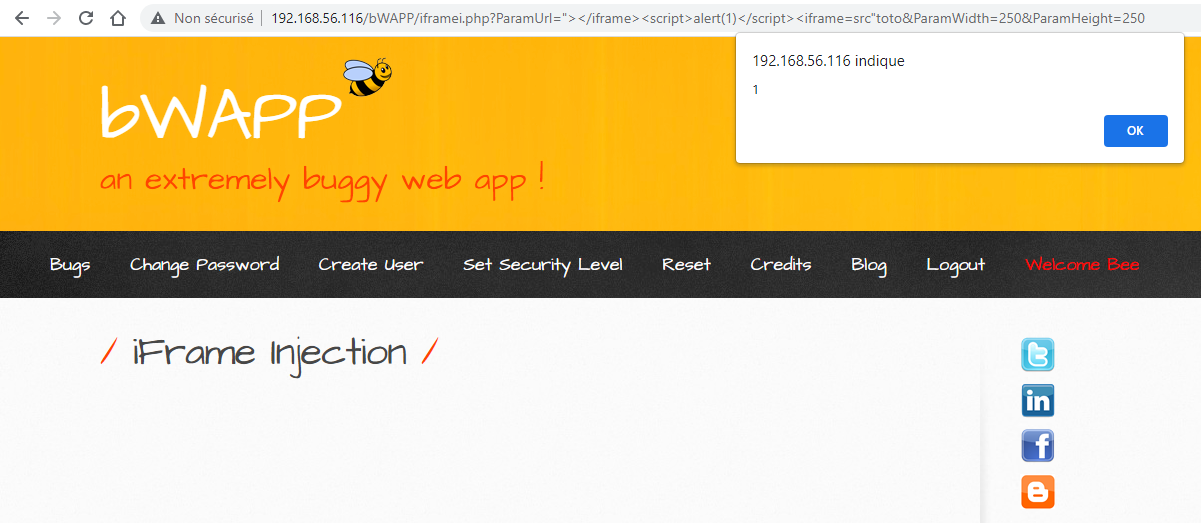 Non sécurisé | 192.168.56.116/bWAPP/iframei.php?ParamUrl="></iframe><script>alert(1)</script><iframe=src"toto&ParamWidth=250&ParamHeight=250
192.168.56.116 indique
1
OK
bWAPP
an extremely buggy web app !
Bugs Change Password Create User Set Security Level Reset Credits Blog Logout Welcome Bee
/ iFrame Injection /